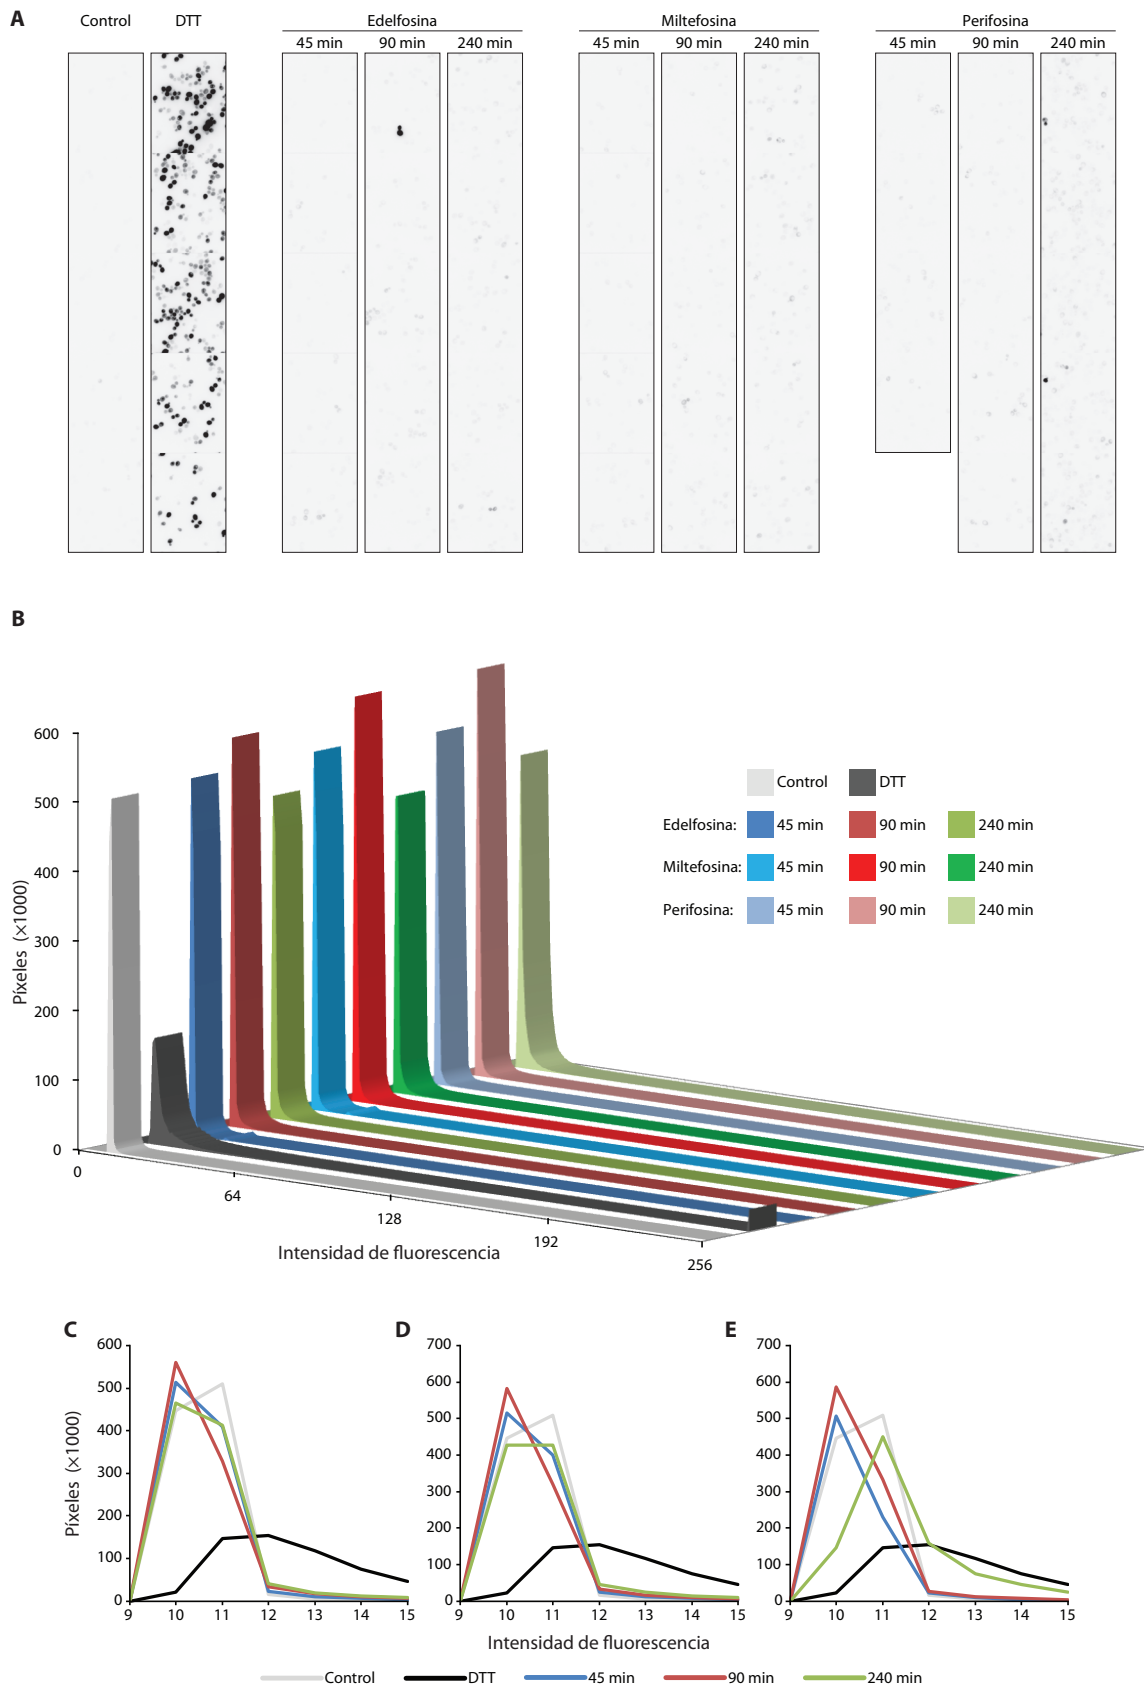 A
Control DTT Edelfosina Miltefosina Perifosina
45 min 90 min 240 min 45 min 90 min 240 min 45 min 90 min 240 min
B
600
500
400
300
200
100
0
Píxeles (×1000)
0
64
128
192
256
Intensidad de fluorescencia
Control DTT
Edelfosina: 45 min 90 min 240 min
Miltefosina: 45 min 90 min 240 min
Perifosina: 45 min 90 min 240 min
C
600
500
400
300
200
100
0
Píxeles (×1000)
9 10 11 12 13 14 15
D
700
600
500
400
300
200
100
0
9 10 11 12 13 14 15
E
700
600
500
400
300
200
100
0
9 10 11 12 13 14 15
Intensidad de fluorescencia
Control DTT 45 min 90 min 240 min